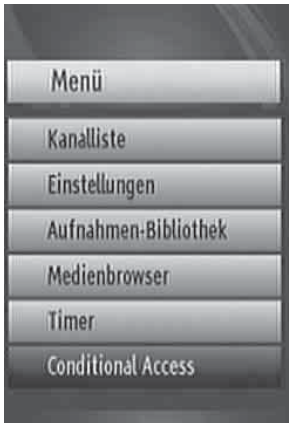 Menü
Kanalliste
Einstellungen
Aufnahmen-Bibliothek
Medienbrowser
Timer
Conditional Access